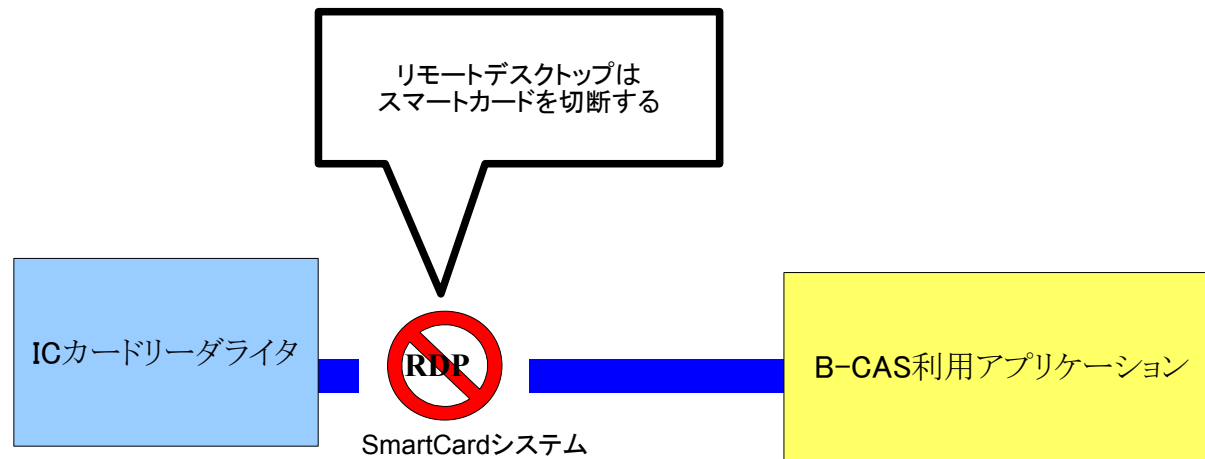 リモートデスクトップは
スマートカードを切断する
ICカードリーダライタ
RDP
B-CAS利用アプリケーション
SmartCardシステム